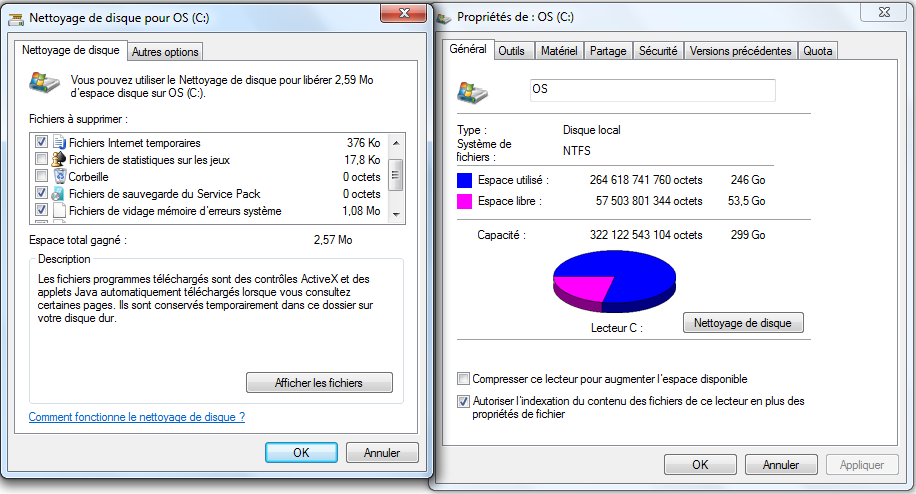 Nettoyage de disque pour OS (C:)
Nettoyage de disque
Autres options
Vous pouvez utiliser le Nettoyage de disque pour libérer 2,59 Mo
d'espace disque sur OS (C:).
Fichiers à supprimer :
Fichiers Internet temporaires 376 Ko
Fichiers de statistiques sur les jeux 17,8 Ko
Corbeille 0 octets
Fichiers de sauvegarde du Service Pack 0 octets
Fichiers de vidage mémoire d'erreurs système 1,08 Mo
Espace total gagné : 2,57 Mo
Description
Les fichiers programmes téléchargés sont des contrôles ActiveX et des
applets Java automatiquement téléchargés lorsque vous consultez
certaines pages. Ils sont conservés temporairement dans ce dossier sur
votre disque dur.
Afficher les fichiers
Comment fonctionne le nettoyage de disque ?
OK
Annuler
Propriétés de : OS (C:)
Général
Outils
Matériel
Partage
Sécurité
Versions précédentes
Quota
OS
Type : Disque local
Système de
fichiers : NTFS
Espace utilisé : 264 618 741 760 octets 246 Go
Espace libre : 57 503 801 344 octets 53,5 Go
Capacité : 322 122 543 104 octets 299 Go
Lecteur C :
Nettoyage de disque
Compresser ce lecteur pour augmenter l'espace disponible
Autoriser l'indexation du contenu des fichiers de ce lecteur en plus des
propriétés de fichier
OK
Annuler
Appliquer